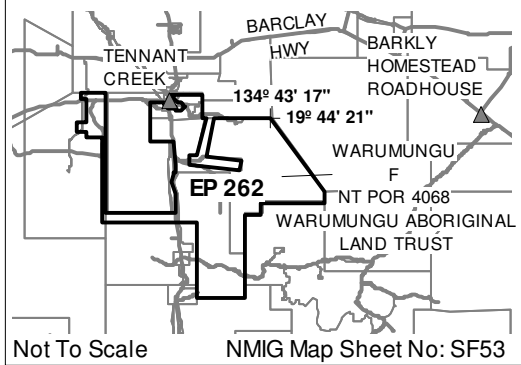 BARCLAY
HWY
TENNANT
CREEK
BARKLY
HOMESTEAD
ROADHOUSE
134º 43' 17"
19º 44' 21"
WARUMUNGU
F
NT POR 4068
WARUMUNGU ABORIGINAL
LAND TRUST
EP 262
Not To Scale
NMIG Map Sheet No: SF53